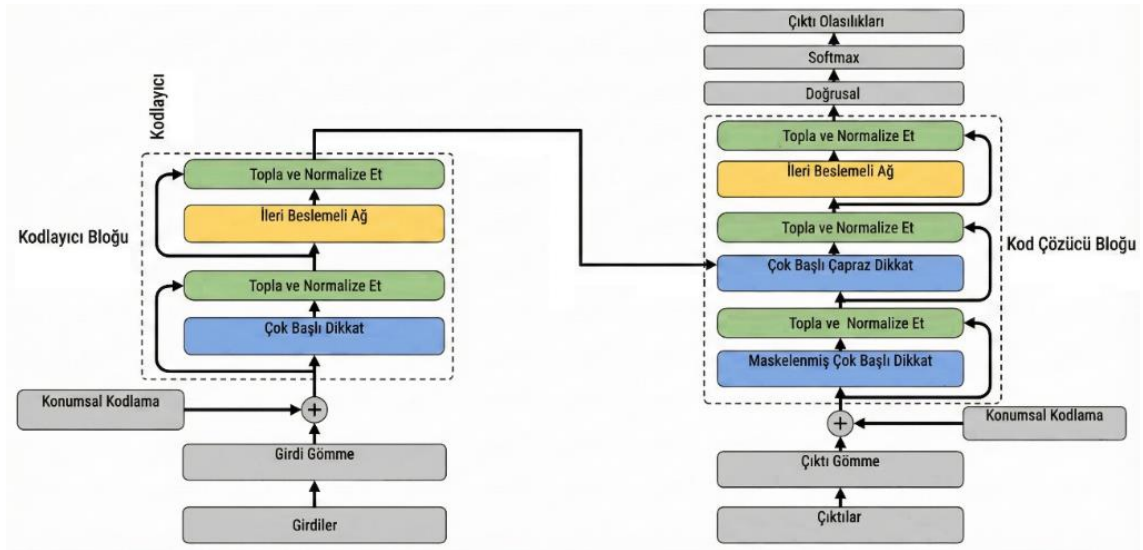 Kodlayıcı
Topla ve Normalize Et
İleri Beslemeli Ağ
Kodlayıcı Bloğu
Topla ve Normalize Et
Çok Başlı Dikkat
Konumsal Kodlama
+
Girdi Gömme
Girdiler
Çıktı Olasılıkları
Softmax
Doğrusal
Topla ve Normalize Et
İleri Beslemeli Ağ
Topla ve Normalize Et
Kod Çözücü Bloğu
Çok Başlı Çapraz Dikkat
Topla ve Normalize Et
Maskelenmiş Çok Başlı Dikkat
Konumsal Kodlama
+
Çıktı Gömme
Çıktılar